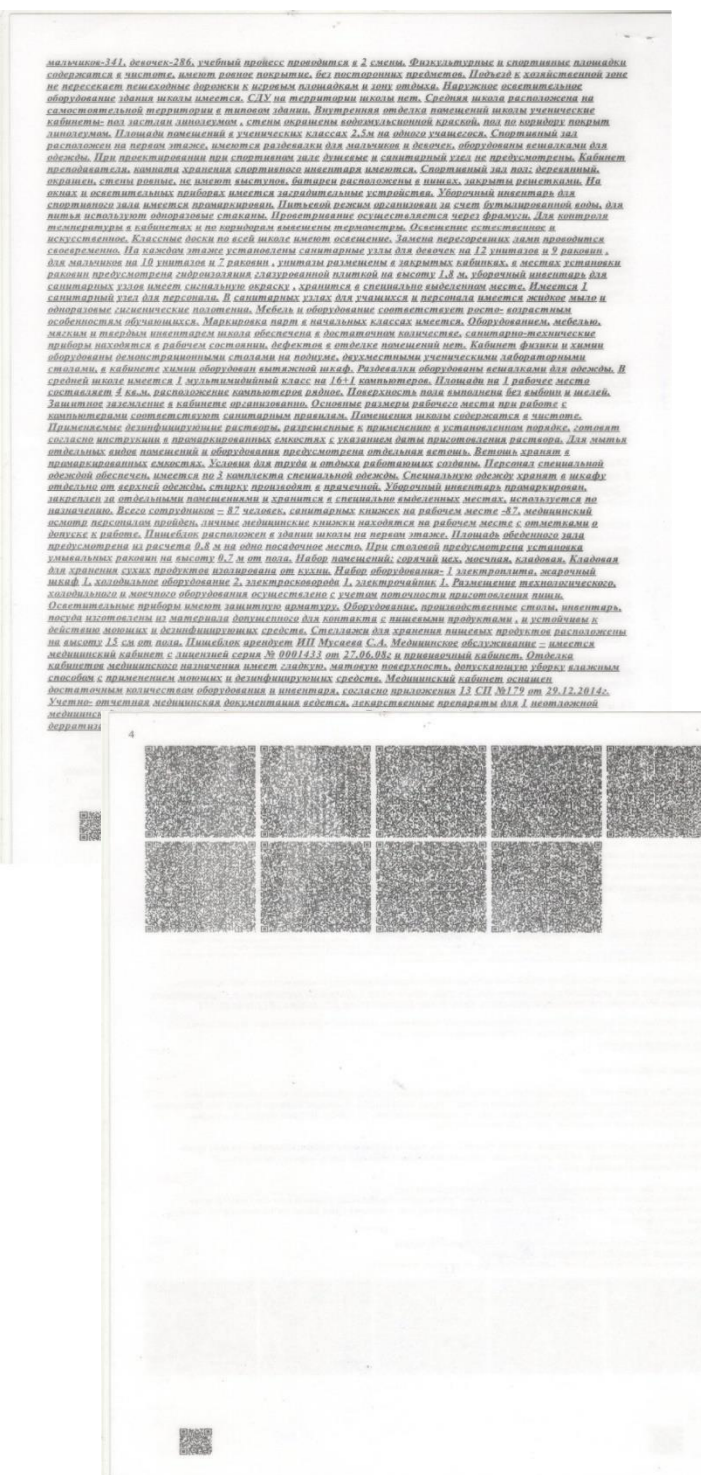 мальчиков-341, девочек-286, учебный пройесс проводится в 2 смены. Физкультурные и спортивные площадки
содержатся в чистоте, имеют ровное покрытие, без посторонних предметов. Подъезд к хозяйственной зоне
не пересекает пешеходные дорожки к игровым площадкам и зону отдыха. Наружное осветительное
оборудование здания школы имеется. СДУ на территории школы нет. Средняя школа расположена на
самостоятельной территории в типовом здании. Внутренняя отделка помещений школы ученические
кабинеты- пол застлан линолеумом , стены окрашены водоэмульсионной краской, пол по коридору покрыт
линолеумом. Площади помещений в ученических классах 2,5м на одного учащегося. Спортивный зал
расположен на первом этаже, имеются раздевалки для мальчиков и девочек, оборудованы вешалками для
одежды. При проектировании при спортивном зале душевые и санитарный узел не предусмотрены. Кабинет
преподавателя, комната хранения спортивного инвентаря имеются. Спортивный зал пол: деревянный,
окрашен, стены ровные, не имеют выступов, батареи расположены в нишах, закрыты решетками. На
окнах и осветительных приборах имеется заградительные устройства. Уборочный инвентарь для
спортивного зала имеется промаркирован. Питьевой режим организован за счет бутылированной воды, для
питья используют одноразовые стаканы. Проветривание осуществляется через фрамуги. Для контроля
температуры в кабинетах и по коридорам вывешены термометры. Освещение естественное и
искусственное. Классные доски по всей школе имеют освещение. Замена перегоревших ламп проводится
своевременно. На каждом этаже установлены санитарные узлы для девочек на 12 унитазов и 9 раковин ,
для мальчиков на 10 унитазов и 7 раковин , унитазы размещены в закрытых кабинках, в местах установки
раковин предусмотрена гидроизоляция глазурованной плиткой на высоту 1,8 м, уборочный инвентарь для
санитарных узлов имеет сигнальную окраску , хранится в специально выделенном месте. Имеется 1
санитарный узел для персонала. В санитарных узлах для учащихся и персонала имеется жидкое мыло и
одноразовые гигиенические полотенца. Мебель и оборудование соответствует росто- возрастным
особенностям обучающихся. Маркировка парт в начальных классах имеется. Оборудованием, мебелью,
мягким и твердым инвентарем школа обеспечена в достаточном количестве, санитарно-технические
приборы находятся в рабочем состоянии, дефектов в отделке помещений нет. Кабинет физики и химии
оборудованы демонстрационными столами на подиуме, двухместными ученическими лабораторными
столами, в кабинете химии оборудован вытяжной шкаф. Раздевалки оборудованы вешалками для одежды. В
средней школе имеется 1 мультимидийный класс на 16+1 компьютеров. Площади на 1 рабочее место
составляет 4 кв.м, расположение компьютеров рядное. Поверхность пола выполнена без выбоин и щелей.
Защитное заземление в кабинете организованно. Основные размеры рабочего места при работе с
компьютерами соответствуют санитарным правилам. Помещения школы содержатся в чистоте.
Применяемые дезинфицирующие растворы, разрешенные к применению в установленном порядке, готовят
согласно инструкции в промаркированных емкостях с указанием даты приготовления раствора. Для мытья
отдельных видов помещений и оборудования предусмотрена отдельная ветошь. Ветошь хранят в
промаркированных емкостях. Условия для труда и отдыха работающих созданы. Персонал специальной
одеждой обеспечен, имеется по 3 комплекта специальной одежды. Специальную одежду хранят в шкафу
отдельно от верхней одежды, стирку производят в прачечной. Уборочный инвентарь промаркирован,
закреплен за отдельными помещениями и хранится в специально выделенных местах, используется по
назначению. Всего сотрудников – 87 человек, санитарных книжек на рабочем месте -87, медицинский
осмотр персоналом пройден, личные медицинские книжки находятся на рабочем месте с отметками о
допуске к работе. Пищеблок расположен в здании школы на первом этаже. Площадь обеденного зала
предусмотрена из расчета 0,8 м на одно посадочное место. При столовой предусмотрена установка
умывальных раковин на высоту 0,7 м от пола. Набор помещений: горячий цех, моечная, кладовая. Кладовая
для хранения сухих продуктов изолирована от кухни. Набор оборудования- 1 электроплита, жарочный
шкаф 1, холодильное оборудование 2, электросковорода 1, электрочайник 1. Размещение технологического,
холодильного и моечного оборудования осуществлено с учетом поточности приготовления пищи.
Осветительные приборы имеют защитную арматуру. Оборудование, производственные столы, инвентарь,
посуда изготовлены из материала допущенного для контакта с пищевыми продуктами , и устойчивы к
действию моющих и дезинфицирующих средств. Стеллажи для хранения пищевых продуктов расположены
на высоту 15 см от пола. Пищейлок арендует ИП Мусаева С.А. Медицинское обслуживание – имеется
медицинский кабинет с лицензией серия № 0001433 от 27.06.08г и прививочный кабинет. Отделка
кабинетов медицинского назначения имеет гладкую, матовую поверхность, допускающую уборку влажным
способом с применением моющих и дезинфицирующих средств. Медицинский кабинет оснащен
достаточным количеством оборудования и инвентаря, согласно приложения 13 СП №179 от 29.12.2014г.
Учетно- отчетная медицинская документация ведется, лекарственные препараты для 1 неотложной
4